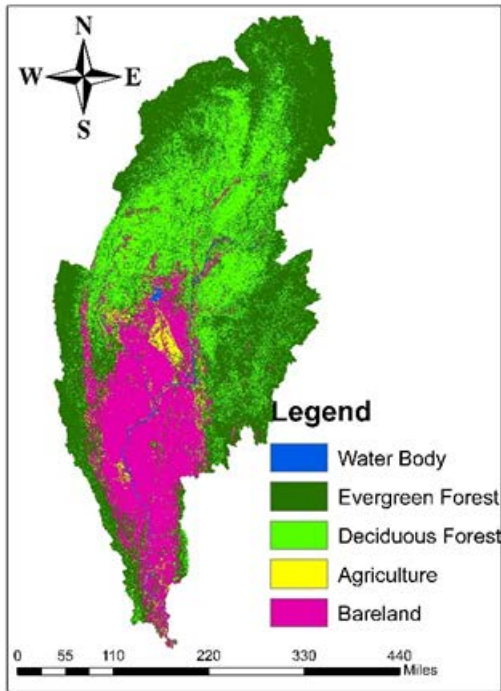 N
W E
S
Legend
Water Body
Evergreen Forest
Deciduous Forest
Agriculture
Bareland
0 55 110 220 330 440
Miles